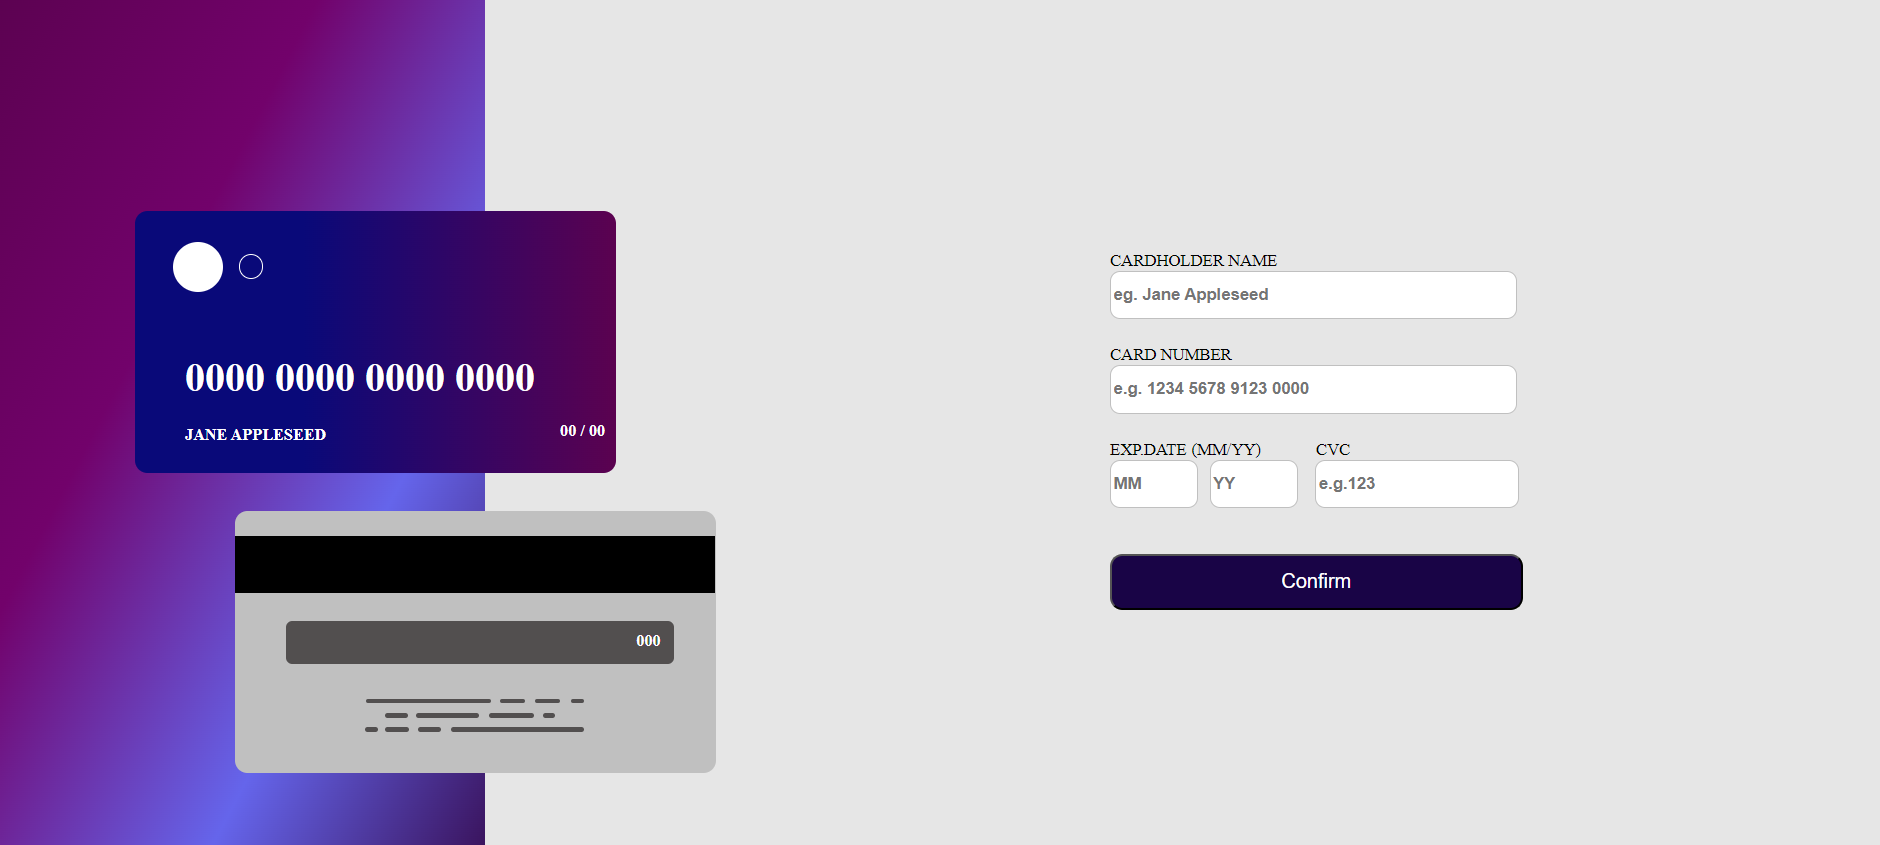 0000 0000 0000 0000
JANE APPLESEED 00 / 00
000
CARDHOLDER NAME
eg. Jane Appleseed
CARD NUMBER
e.g. 1234 5678 9123 0000
EXP.DATE (MM/YY) CVC
MM YY e.g.123
Confirm